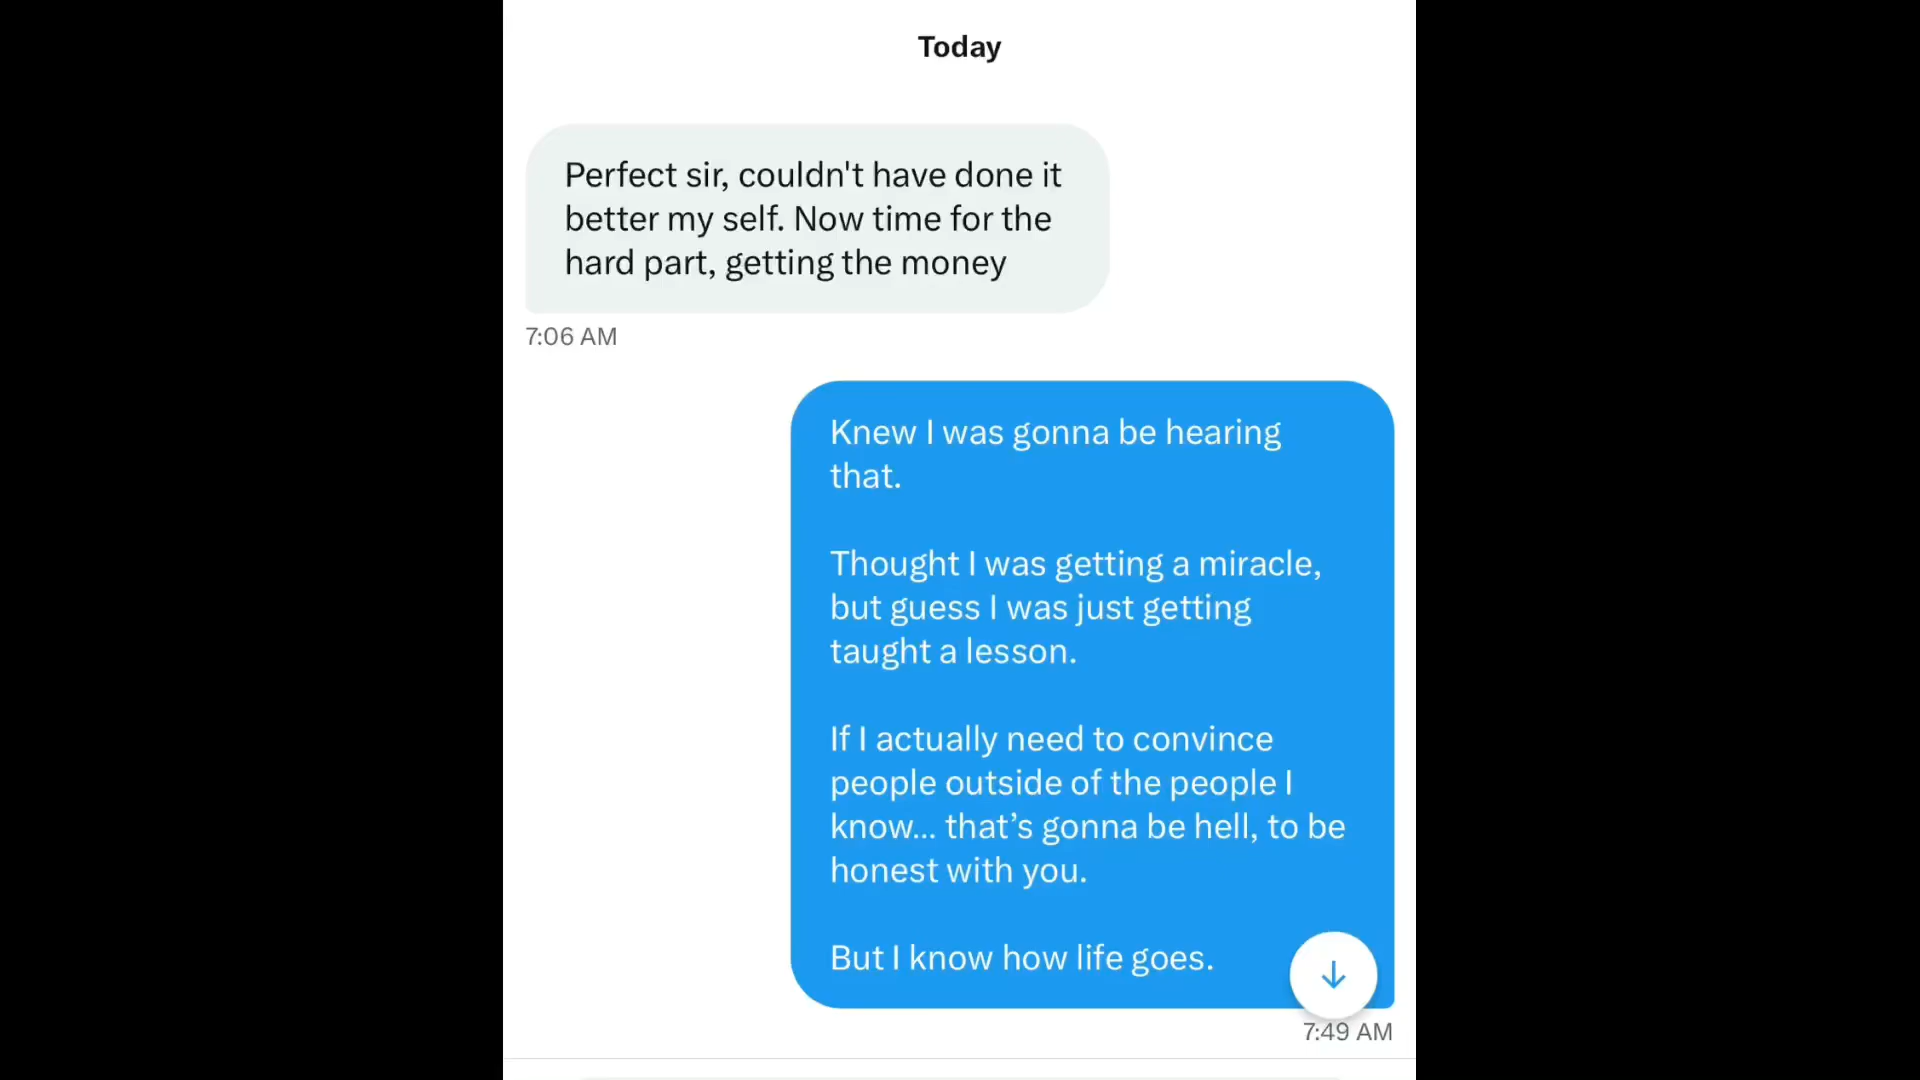 Today
Perfect sir, couldn't have done it
better my self. Now time for the
hard part, getting the money
7:06 AM
Knew I was gonna be hearing
that.
Thought I was getting a miracle,
but guess I was just getting
taught a lesson.
If I actually need to convince
people outside of the people I
know... that’s gonna be hell, to be
honest with you.
But I know how life goes.
7:49 AM